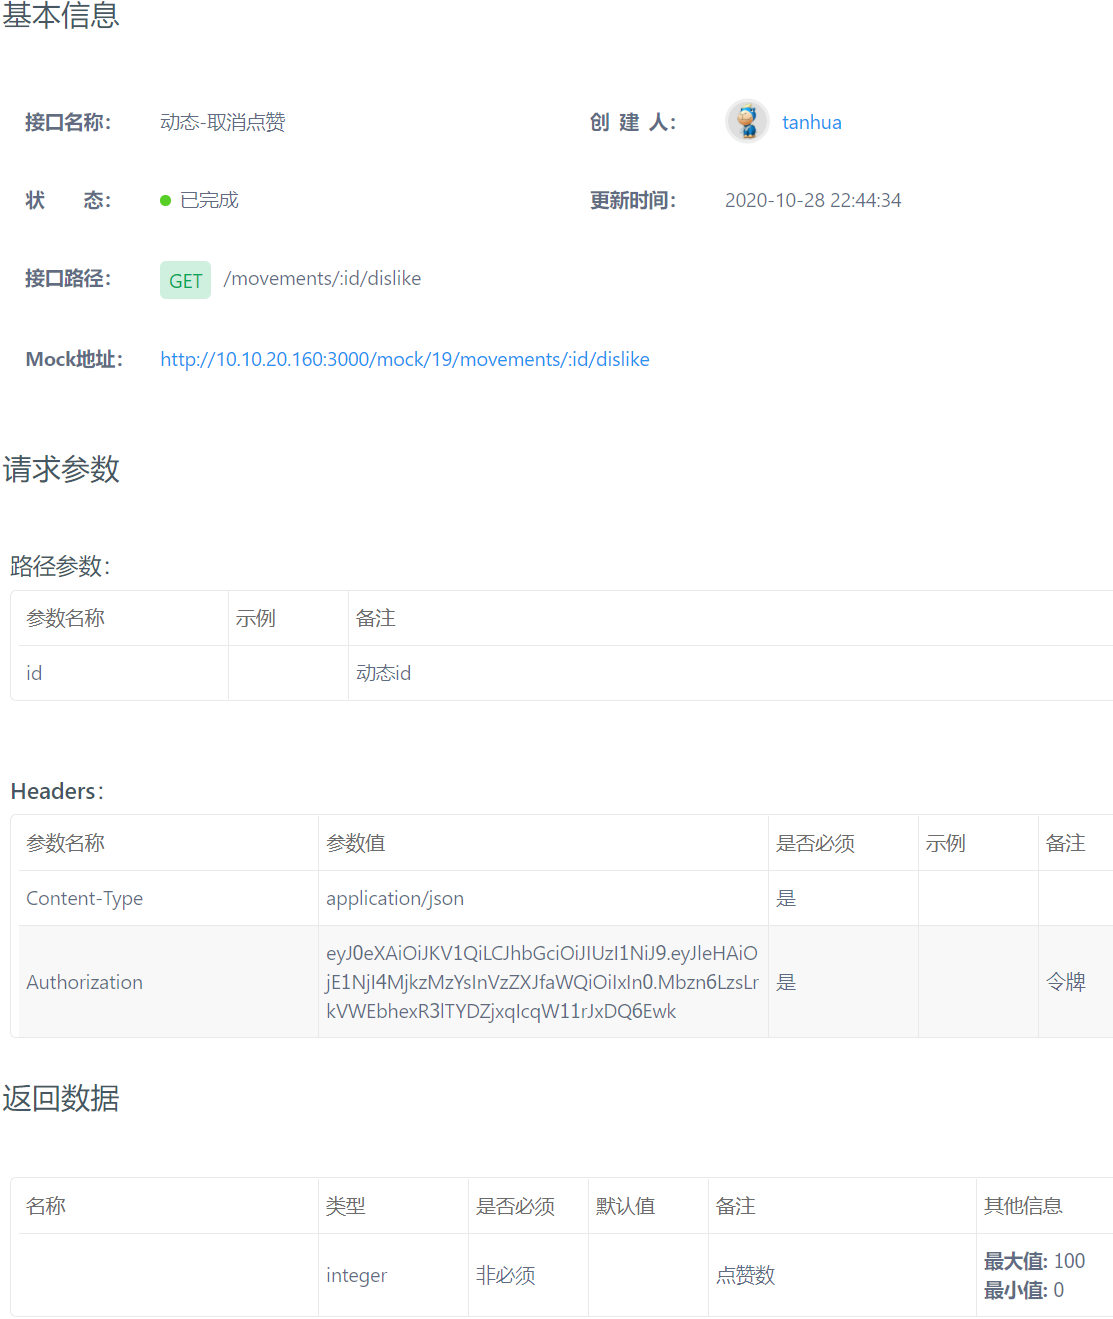 基本信息
接口名称： 动态-取消点赞 创 建 人： tanhua
状 态： 已完成 更新时间： 2020-10-28 22:44:34
接口路径： GET /movements/:id/dislike
Mock地址： http://10.10.20.160:3000/mock/19/movements/:id/dislike
请求参数
路径参数：
参数名称 示例 备注
id 动态id
Headers：
参数名称 参数值 是否必须 示例 备注
Content-Type application/json 是
eyJ0eXAiOiJKV1QiLCJhbGciOiJIUzI1NiJ9.eyJleHAiO
Authorization jE1NjI4MjkzMzYsInVzZXJfaWQiOiIxIn0.Mbzn6LzsLr 是 令牌
kVWEbhexR3lTYDZjxqIcqW11rJxDQ6Ewk
返回数据
名称 类型 是否必须 默认值 备注 其他信息
integer 非必须 点赞数 最大值: 100
最小值: 0